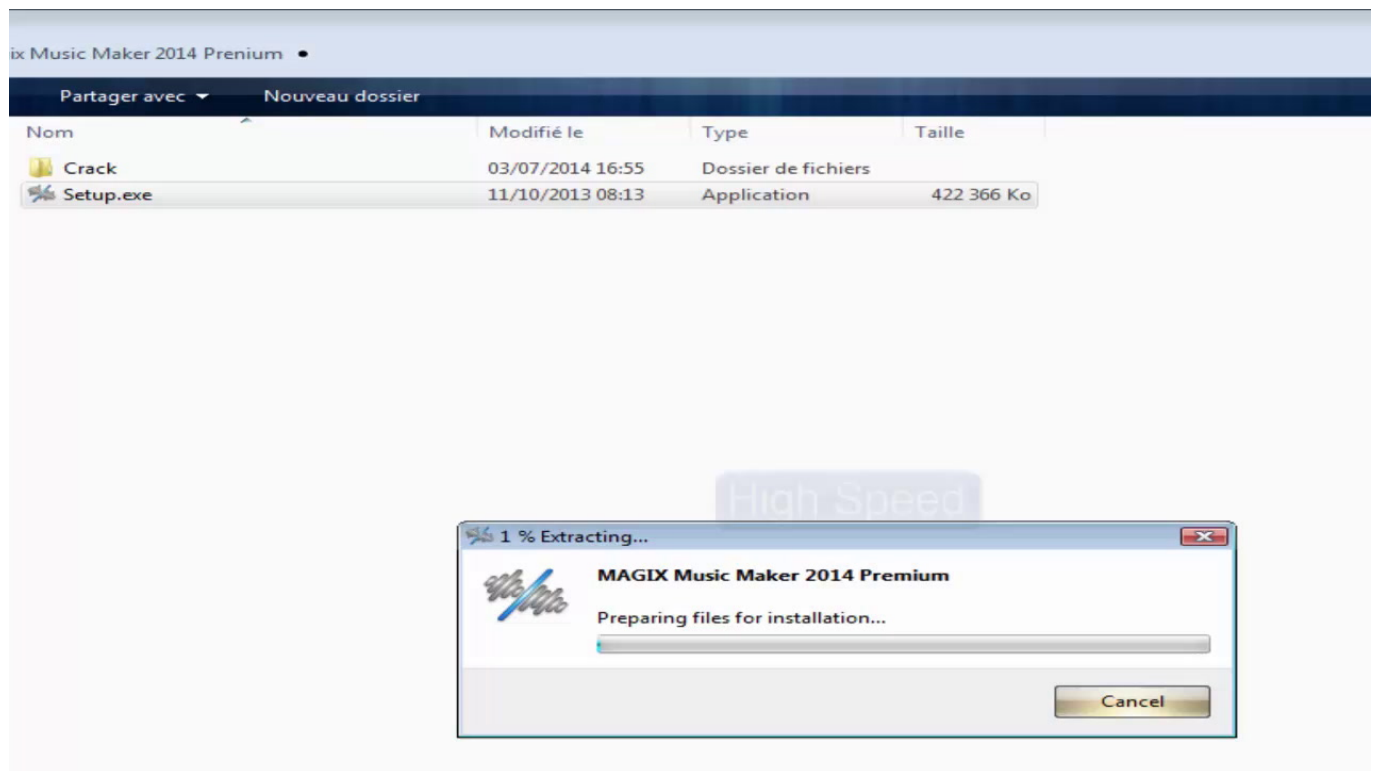 ix Music Maker 2014 Prenium
Partager avec Nouveau dossier
Nom Modifié le Type Taille
Crack 03/07/2014 16:55 Dossier de fichiers
Setup.exe 11/10/2013 08:13 Application 422 366 Ko
High Speed
1 % Extracting...
MAGIX Music Maker 2014 Premium
Preparing files for installation...
Cancel